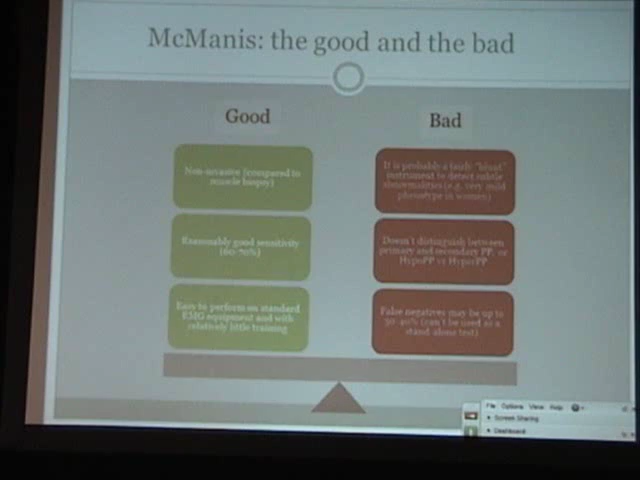 McManis: the good and the bad
Good
Bad
Non-invasive (compared to
muscle biopsy)
Reasonably good sensitivity
(60-70%)
Easy to perform on standard
EMG equipment and with
relatively little training
It is probably a fairly "blunt"
instrument to detect subtle
abnormalities (e.g. very mild
phenotype in women)
Doesn't distinguish between
primary and secondary PP, or
HypoPP vs HyperPP
False negatives may be up to
30-40% (can't be used as a
stand-alone test)
File Options View Help
Screen Sharing
Dashboard